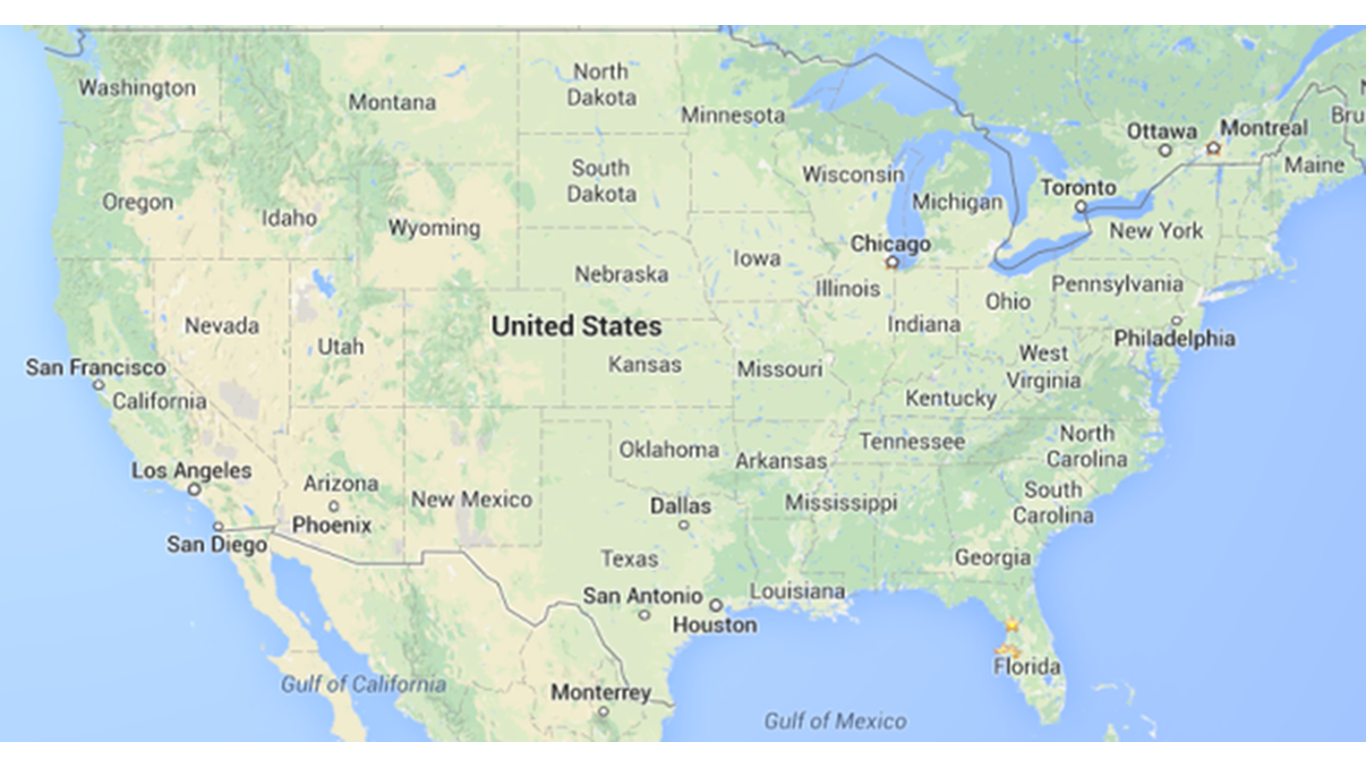 Washington
Montana
North
Dakota
Minnesota
Ottawa
Montreal
Bru
Maine
South
Dakota
Wisconsin
Michigan
Toronto
Oregon
Idaho
Wyoming
New York
Chicago
Iowa
Nebraska
Illinois
Ohio
Pennsylvania
Nevada
Utah
United States
Indiana
Philadelphia
San Francisco
California
Kansas
Missouri
West
Virginia
Kentucky
Oklahoma
Arkansas
Tennessee
North
Carolina
Los Angeles
Arizona
Phoenix
New Mexico
Dallas
Mississippi
South
Carolina
San Diego
Texas
Georgia
San Antonio
Houston
Louisiana
Florida
Gulf of California
Monterrey
Gulf of Mexico